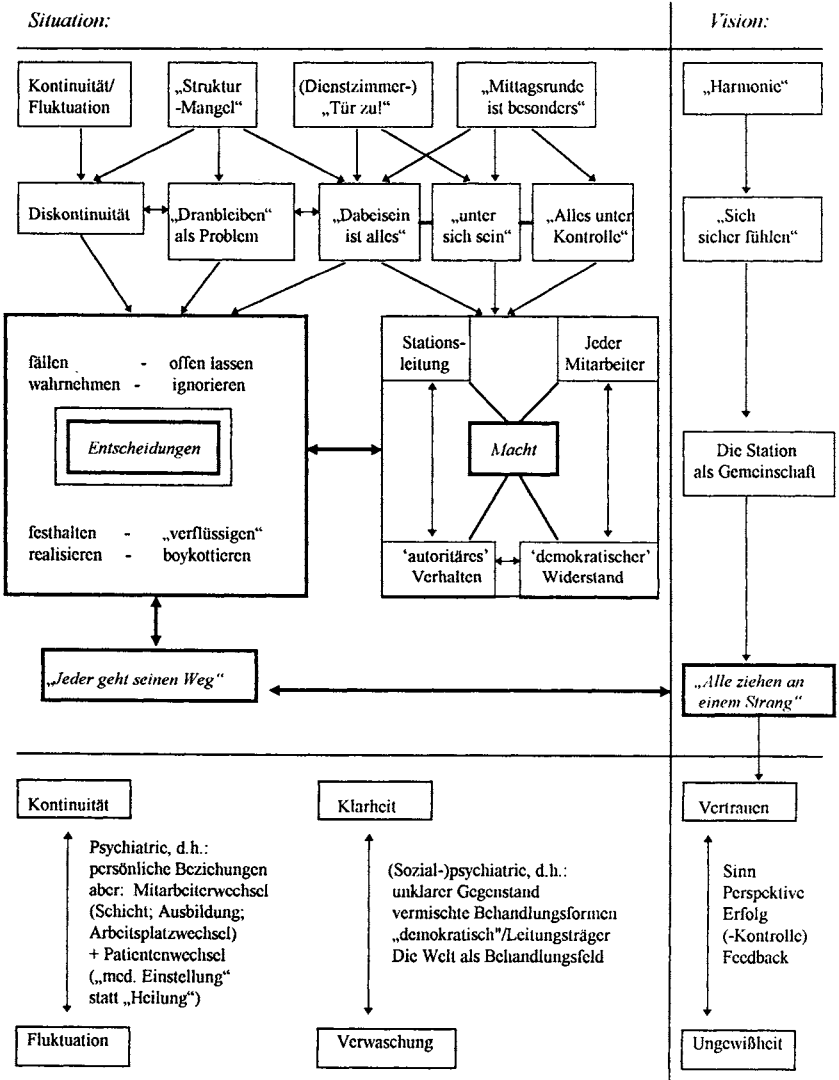 Situation:
Vision:
Kontinuität/
Fluktuation
„Struktur
-Mangel“
(Dienstzimmer-)
„Tür zu!“
„Mittagsrunde
ist besonders“
„Harmonie“
Diskontinuität
„Dranbleiben“
als Problem
„Dabeisein
ist alles“
„unter
sich sein“
„Alles unter
Kontrolle“
„Sich
sicher fühlen“
fällen - offen lassen
wahrnehmen - ignorieren
Entscheidungen
festhalten - „verflüssigen“
realisieren - boykottieren
Stations-
leitung
Jeder
Mitarbeiter
Macht
'autoritäres'
Verhalten
'demokratischer'
Widerstand
Die Station
als Gemeinschaft
„Jeder geht seinen Weg“
„Alle ziehen an
einem Strang“
Kontinuität
Psychiatrie, d.h.:
persönliche Beziehungen
aber: Mitarbeiterwechsel
(Schicht; Ausbildung;
Arbeitsplatzwechsel)
+ Patientenwechsel
(„med. Einstellung“
statt „Heilung“)
Fluktuation
Klarheit
(Sozial-)psychiatrie, d.h.:
unklarer Gegenstand
vermischte Behandlungsformen
„demokratisch"/Leitungsträger
Die Welt als Behandlungsfeld
Verwaschung
Vertrauen
Sinn
Perspektive
Erfolg
(-Kontrolle)
Feedback
Ungewißheit